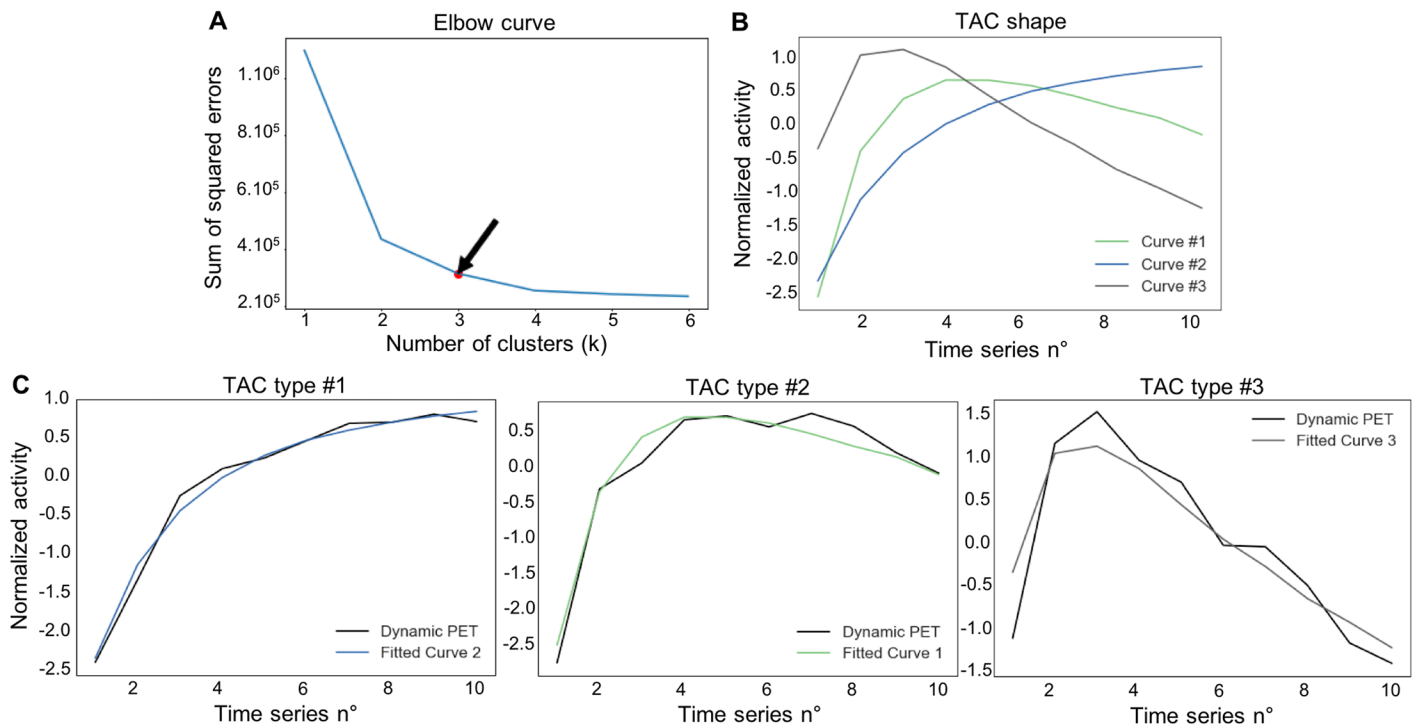 A
Elbow curve
Sum of squared errors
1.10⁶
8.10⁵
6.10⁵
4.10⁵
2.10⁵
1 2 3 4 5 6
Number of clusters (k)
B
TAC shape
Normalized activity
1.0
0.5
0.0
-0.5
-1.0
-1.5
-2.0
-2.5
Curve #1
Curve #2
Curve #3
2 4 6 8 10
Time series n°
C
TAC type #1
Normalized activity
1.0
0.5
0.0
-0.5
-1.0
-1.5
-2.0
-2.5
Dynamic PET
Fitted Curve 2
2 4 6 8 10
Time series n°
TAC type #2
0.5
0.0
-0.5
-1.0
-1.5
-2.0
-2.5
Dynamic PET
Fitted Curve 1
2 4 6 8 10
Time series n°
TAC type #3
1.5
1.0
0.5
0.0
-0.5
-1.0
-1.5
Dynamic PET
Fitted Curve 3
2 4 6 8 10
Time series n°